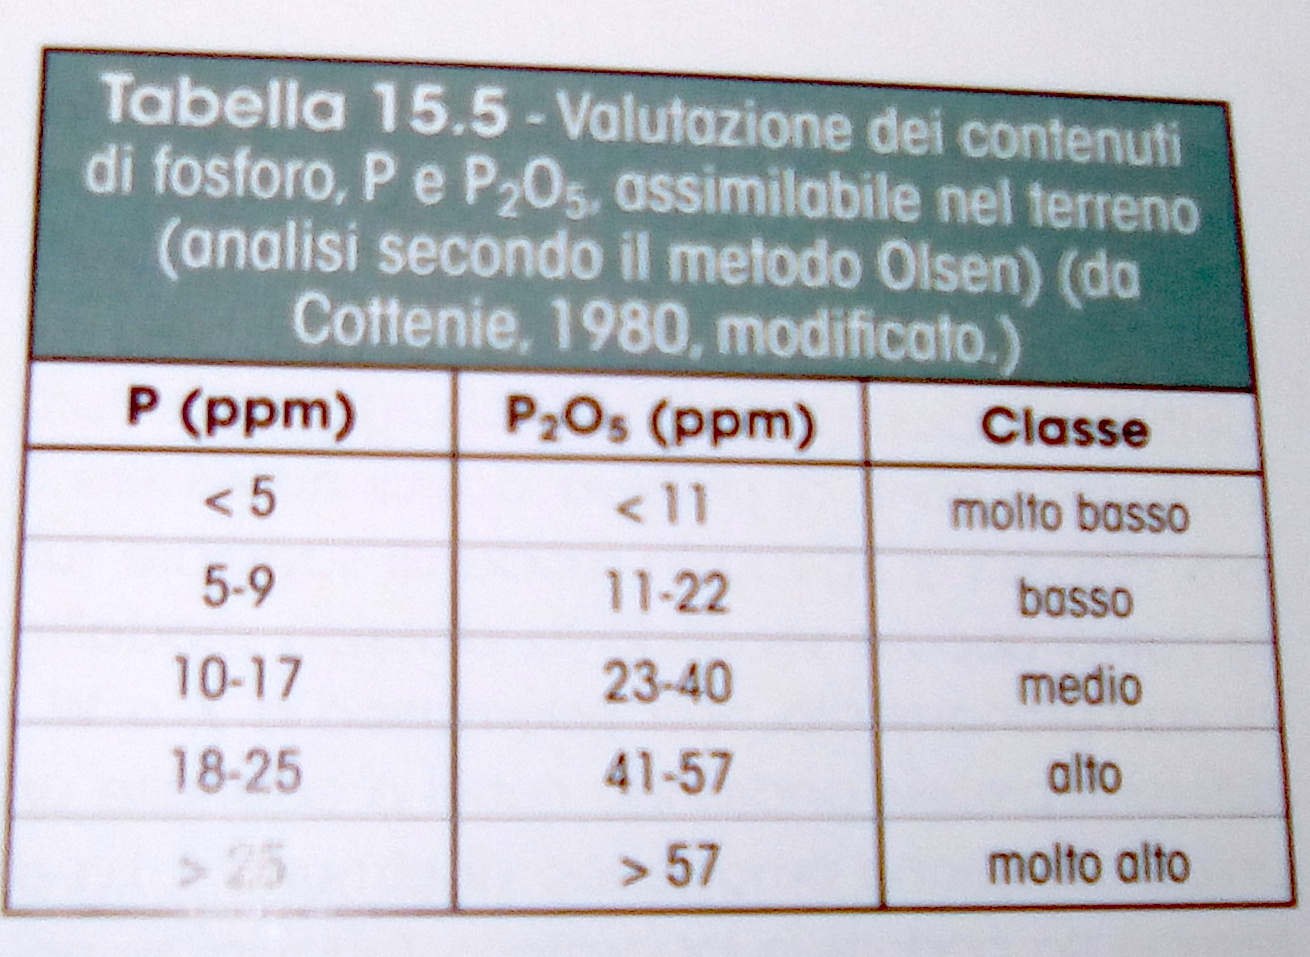 Tabella 15.5 - Valutazione dei contenuti
di fosforo, P e P₂O₅, assimilabile nel terreno
(analisi secondo il metodo Olsen) (da
Cottenie, 1980, modificato.)
P (ppm) P₂O₅ (ppm) Classe
< 5 < 11 molto basso
5-9 11-22 basso
10-17 23-40 medio
18-25 41-57 alto
> 25 > 57 molto alto